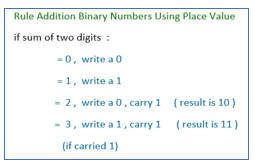 Rule Addition Binary Numbers Using Place Value
if sum of two digits :
= 0 , write a 0
= 1 , write a 1
= 2 , write a 0 , carry 1 ( result is 10 )
= 3 , write a 1 , carry 1 ( result is 11 )
(if carried 1)